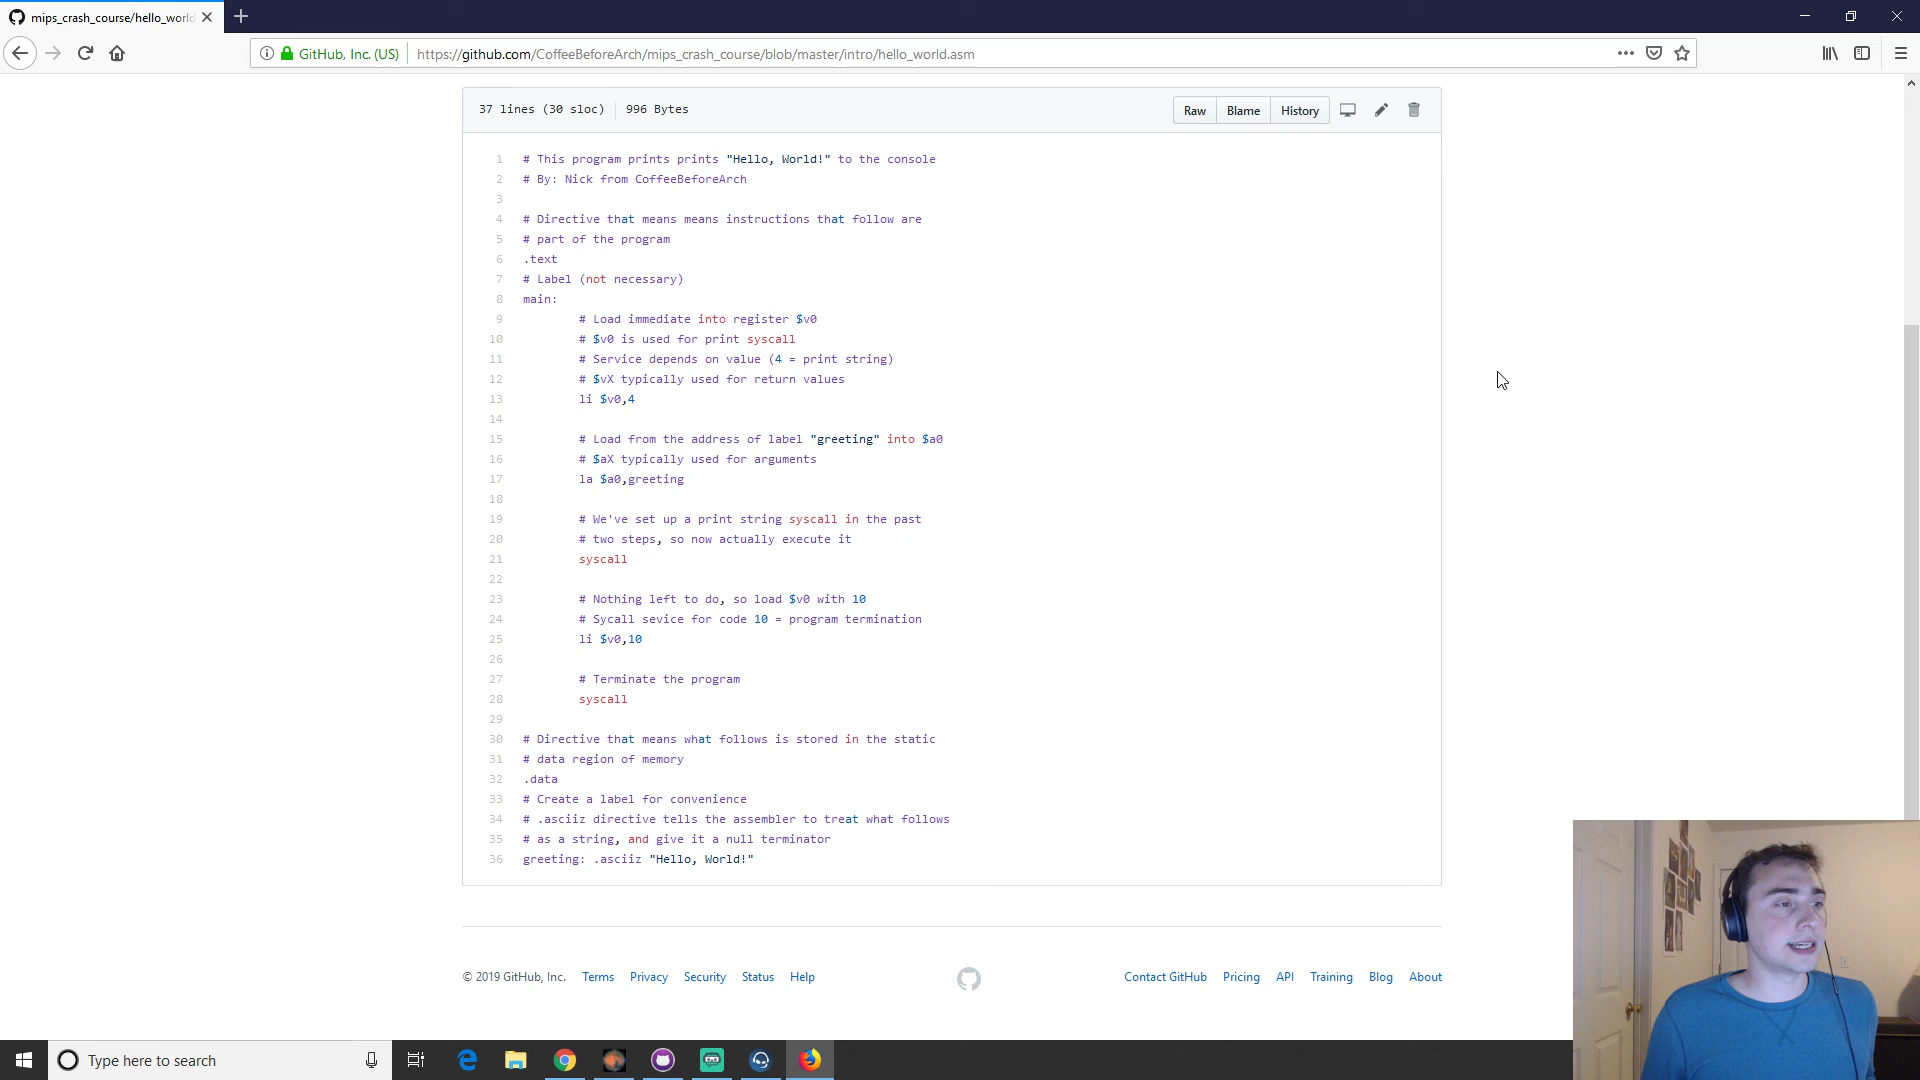 mips_crash_course/hello_world
GitHub, Inc. (US)
https://github.com/CoffeeBeforeArch/mips_crash_course/blob/master/intro/hello_world.asm
37 lines (30 sloc) 996 Bytes
Raw Blame History
1 # This program prints prints "Hello, World!" to the console
2 # By: Nick from CoffeeBeforeArch
3
4 # Directive that means means instructions that follow are
5 # part of the program
6 .text
7 # Label (not necessary)
8 main:
9 # Load immediate into register $v0
10 # $v0 is used for print syscall
11 # Service depends on value (4 = print string)
12 # $vX typically used for return values
13 li $v0,4
14
15 # Load from the address of label "greeting" into $a0
16 # $aX typically used for arguments
17 la $a0,greeting
18
19 # We've set up a print string syscall in the past
20 # two steps, so now actually execute it
21 syscall
22
23 # Nothing left to do, so load $v0 with 10
24 # Sycall sevice for code 10 = program termination
25 li $v0,10
26
27 # Terminate the program
28 syscall
29
30 # Directive that means what follows is stored in the static
31 # data region of memory
32 .data
33 # Create a label for convenience
34 # .asciiz directive tells the assembler to treat what follows
35 # as a string, and give it a null terminator
36 greeting: .asciiz "Hello, World!"
© 2019 GitHub, Inc. Terms Privacy Security Status Help
Contact GitHub Pricing API Training Blog About
Type here to search